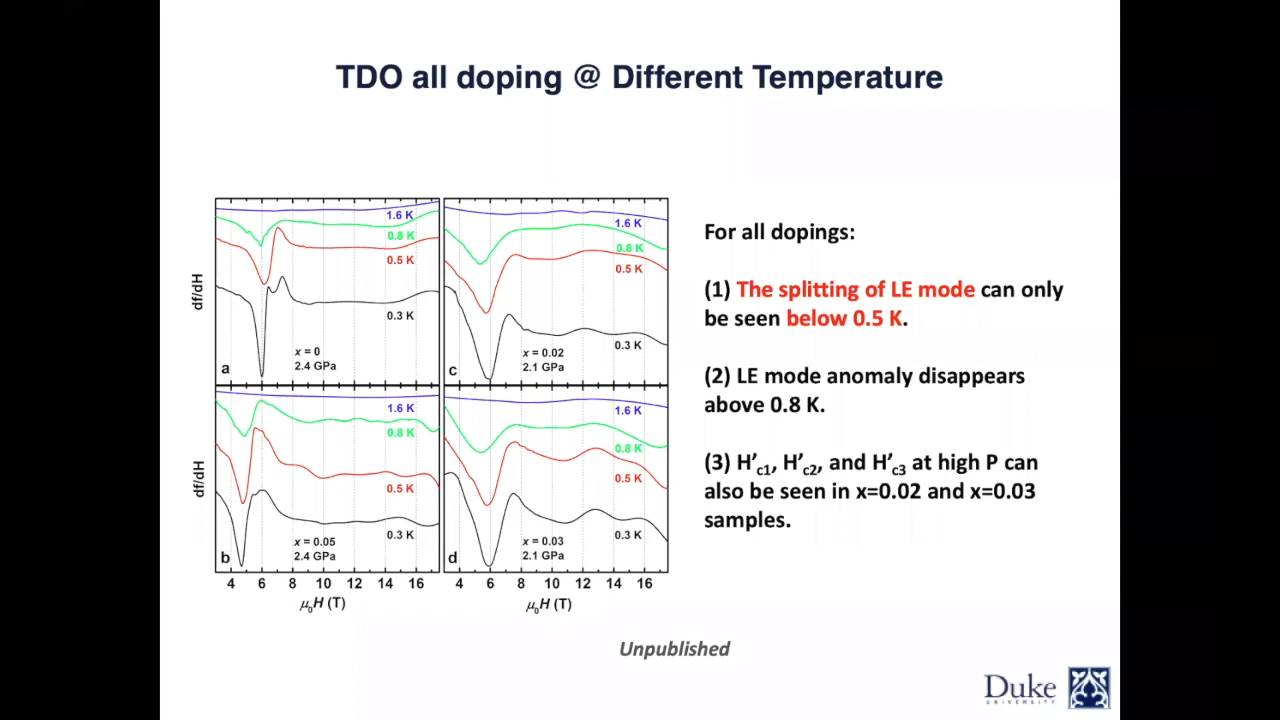 TDO all doping @ Different Temperature
df/dH
1.6 K
0.8 K
0.5 K
0.3 K
x = 0
2.4 GPa
a
1.6 K
0.8 K
0.5 K
0.3 K
x = 0.02
2.1 GPa
c
df/dH
1.6 K
0.8 K
0.5 K
0.3 K
x = 0.05
2.4 GPa
b
1.6 K
0.8 K
0.5 K
0.3 K
x = 0.03
2.1 GPa
d
4 6 8 10 12 14 16
4 6 8 10 12 14 16
μ₀H (T)
μ₀H (T)
For all dopings:
(1) The splitting of LE mode can only
be seen below 0.5 K.
(2) LE mode anomaly disappears
above 0.8 K.
(3) H’c1, H’c2, and H’c3 at high P can
also be seen in x=0.02 and x=0.03
samples.
Unpublished
Duke
UNIVERSITY